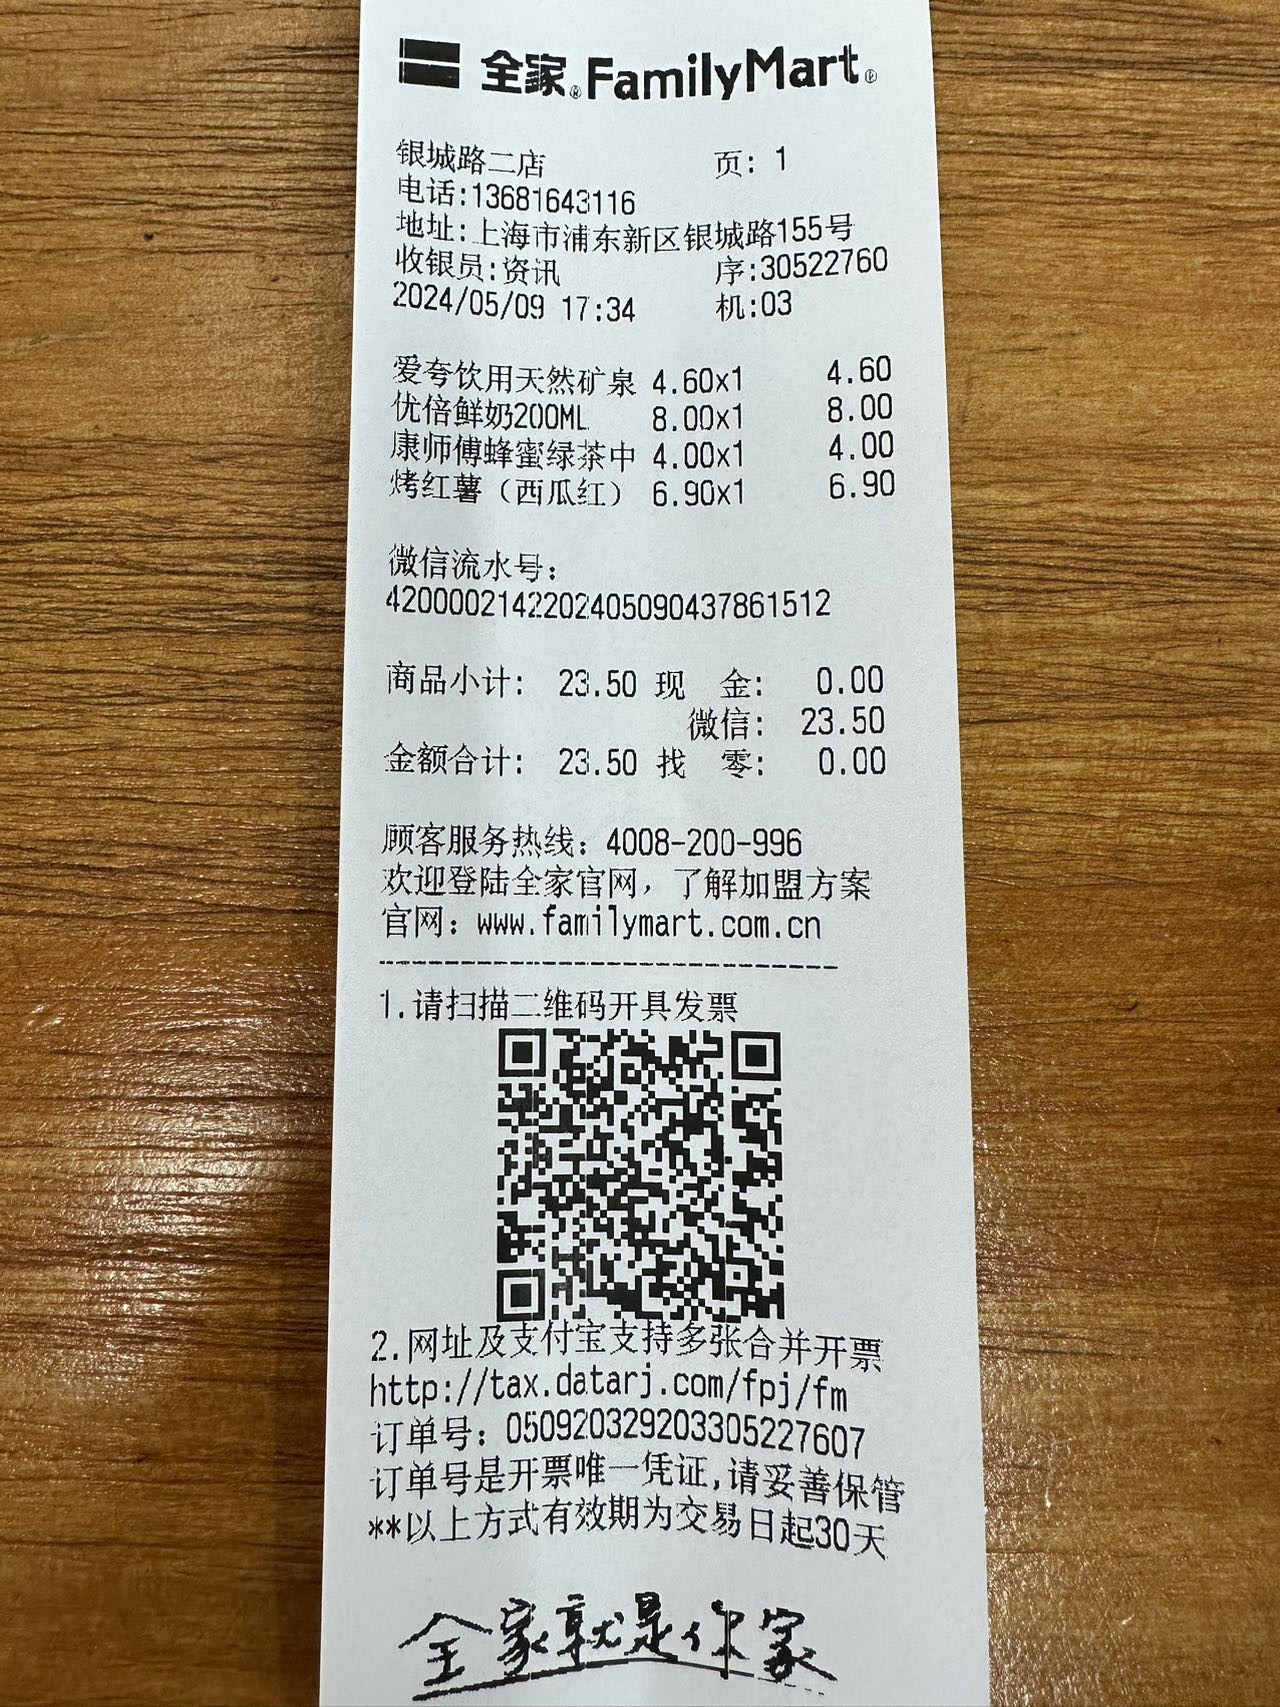 全家® FamilyMart®
银城路二店 页: 1
电话:13681643116
地址:上海市浦东新区银城路155号
收银员:资讯 序:30522760
2024/05/09 17:34 机:03
爱夸饮用天然矿泉 4.60x1 4.60
优倍鲜奶200ML 8.00x1 8.00
康师傅蜂蜜绿茶中 4.00x1 4.00
烤红薯（西瓜红） 6.90x1 6.90
微信流水号:
4200002142202405090437861512
商品小计: 23.50 现 金: 0.00
微信: 23.50
金额合计: 23.50 找 零: 0.00
顾客服务热线: 4008-200-996
欢迎登陆全家官网，了解加盟方案
官网: www.familymart.com.cn
1.请扫描二维码开具发票
2.网址及支付宝支持多张合并开票
http://tax.datarj.com/fpj/fm
订单号: 0509203292033052​27607
订单号是开票唯一凭证,请妥善保管
**以上方式有效期为交易日起30天
全家就是你家